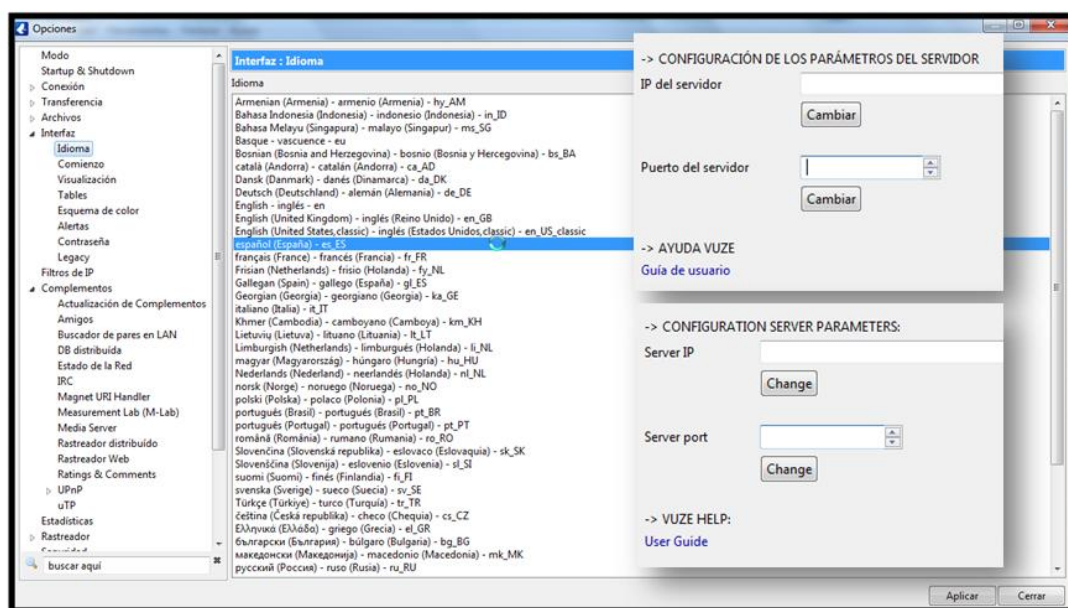 Opciones
Modo
Startup & Shutdown
Conexión
Transferencia
Archivos
Interfaz
Idioma
Comienzo
Visualización
Tables
Esquema de color
Alertas
Contraseña
Legacy
Filtros de IP
Complementos
Actualización de Complementos
Amigos
Buscador de pares en LAN
DB distribuída
Estado de la Red
IRC
Magnet URI Handler
Measurement Lab (M-Lab)
Media Server
Rastreador distribuído
Rastreador Web
Ratings & Comments
UPnP
uTP
Estadísticas
Rastreador
buscar aquí
Interfaz : Idioma
Idioma
Armenian (Armenia) - armenio (Armenia) - hy_AM
Bahasa Indonesia (Indonesia) - indonesio (Indonesia) - in_ID
Bahasa Melayu (Singapura) - malayo (Singapur) - ms_SG
Basque - vascuence - eu
Bosnian (Bosnia and Herzegovina) - bosnio (Bosnia y Hercegovina) - bs_BA
català (Andorra) - catalán (Andorra) - ca_AD
Dansk (Danmark) - danés (Dinamarca) - da_DK
Deutsch (Deutschland) - alemán (Alemania) - de_DE
English - inglés - en
English (United Kingdom) - inglés (Reino Unido) - en_GB
English (United States,classic) - inglés (Estados Unidos,classic) - en_US_classic
español (España) - es_ES
français (France) - francés (Francia) - fr_FR
Frisian (Netherlands) - frisio (Holanda) - fy_NL
Gallegan (Spain) - gallego (España) - gl_ES
Georgian (Georgia) - georgiano (Georgia) - ka_GE
italiano (Italia) - it_IT
Khmer (Cambodia) - camboyano (Camboya) - km_KH
Lietuvių (Lietuva) - lituano (Lituania) - lt_LT
Limburgish (Netherlands) - limburgués (Holanda) - li_NL
magyar (Magyarország) - húngaro (Hungría) - hu_HU
Nederlands (Nederland) - neerlandés (Holanda) - nl_NL
norsk (Norge) - noruego (Noruega) - no_NO
polski (Polska) - polaco (Polonia) - pl_PL
português (Brasil) - portugués (Brasil) - pt_BR
português (Portugal) - portugués (Portugal) - pt_PT
română (România) - rumano (Rumania) - ro_RO
Slovenčina (Slovenská republika) - eslovaco (Eslovaquia) - sk_SK
Slovenščina (Slovenija) - eslovenio (Eslovenia) - sl_SI
suomi (Suomi) - finés (Finlandia) - fi_FI
svenska (Sverige) - sueco (Suecia) - sv_SE
Türkçe (Türkiye) - turco (Turquía) - tr_TR
čeština (Česká republika) - checo (Chequia) - cs_CZ
Ελληνικά (Ελλάδα) - griego (Grecia) - el_GR
български (България) - búlgaro (Bulgaria) - bg_BG
македонски (Македонија) - macedonio (Macedonia) - mk_MK
русский (Россия) - ruso (Rusia) - ru_RU
-> CONFIGURACIÓN DE LOS PARÁMETROS DEL SERVIDOR
IP del servidor
Cambiar
Puerto del servidor
Cambiar
-> AYUDA VUZE
Guía de usuario
-> CONFIGURATION SERVER PARAMETERS:
Server IP
Change
Server port
Change
-> VUZE HELP:
User Guide
Aplicar
Cerrar